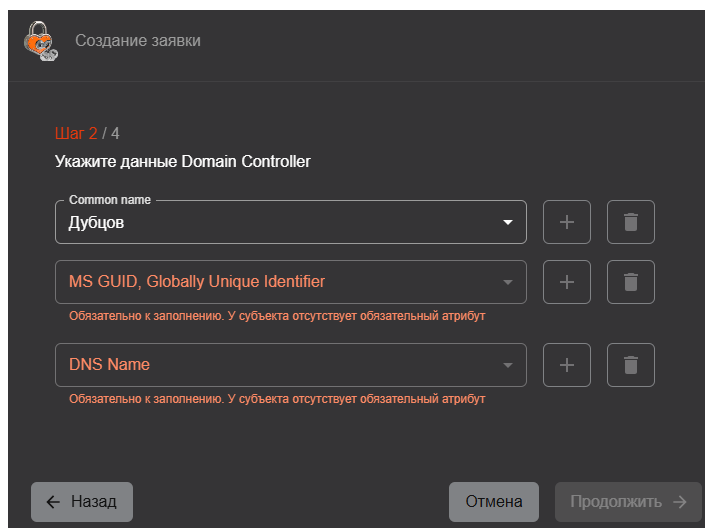 Создание заявки
Шаг 2 / 4
Укажите данные Domain Controller
Common name
Дубцов
MS GUID, Globally Unique Identifier
Обязательно к заполнению. У субъекта отсутствует обязательный атрибут
DNS Name
Обязательно к заполнению. У субъекта отсутствует обязательный атрибут
Назад
Отмена
Продолжить